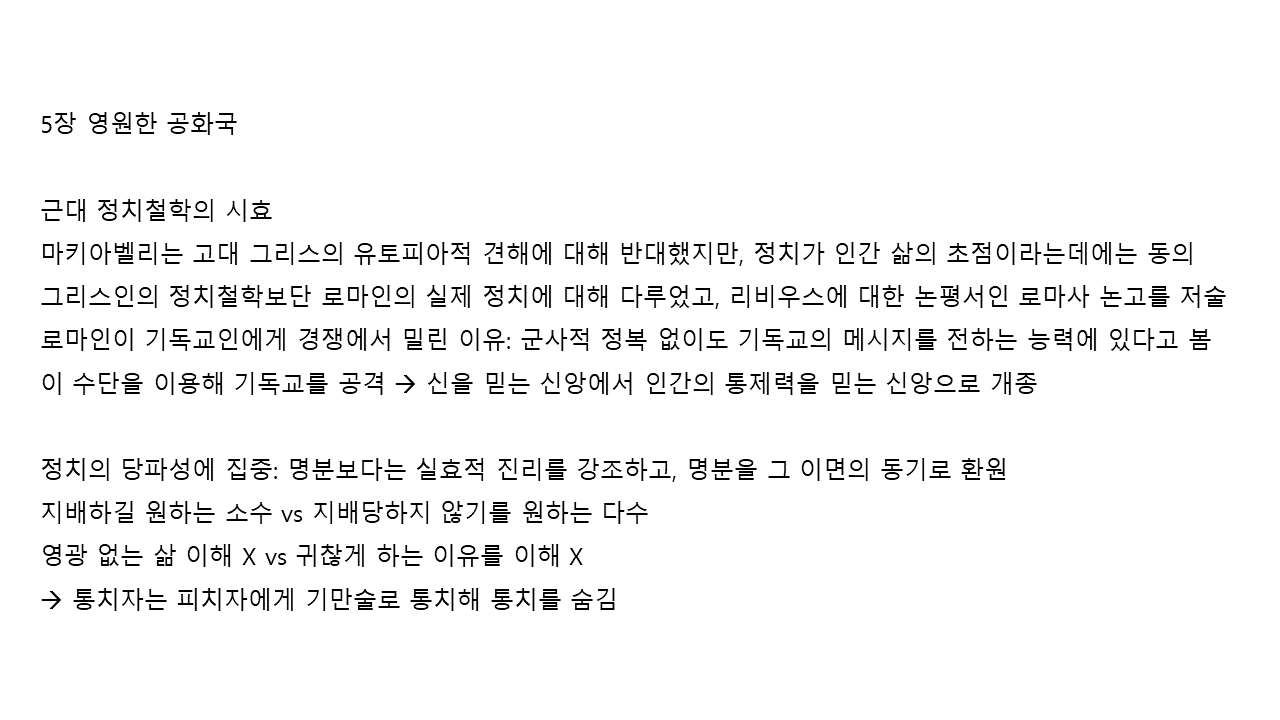 5장 영원한 공화국
근대 정치철학의 시효
마키아벨리는 고대 그리스의 유토피아적 견해에 대해 반대했지만, 정치가 인간 삶의 초점이라는데에는 동의
그리스인의 정치철학보단 로마인의 실제 정치에 대해 다루었고, 리비우스에 대한 논평서인 로마사 논고를 저술
로마인이 기독교인에게 경쟁에서 밀린 이유: 군사적 정복 없이도 기독교의 메시지를 전하는 능력에 있다고 봄
이 수단을 이용해 기독교를 공격 → 신을 믿는 신앙에서 인간의 통제력을 믿는 신앙으로 개종
정치의 당파성에 집중: 명분보다는 실효적 진리를 강조하고, 명분을 그 이면의 동기로 환원
지배하길 원하는 소수 vs 지배당하지 않기를 원하는 다수
영광 없는 삶 이해 X vs 귀찮게 하는 이유를 이해 X
→ 통치자는 피치자에게 기만술로 통치해 통치를 숨김